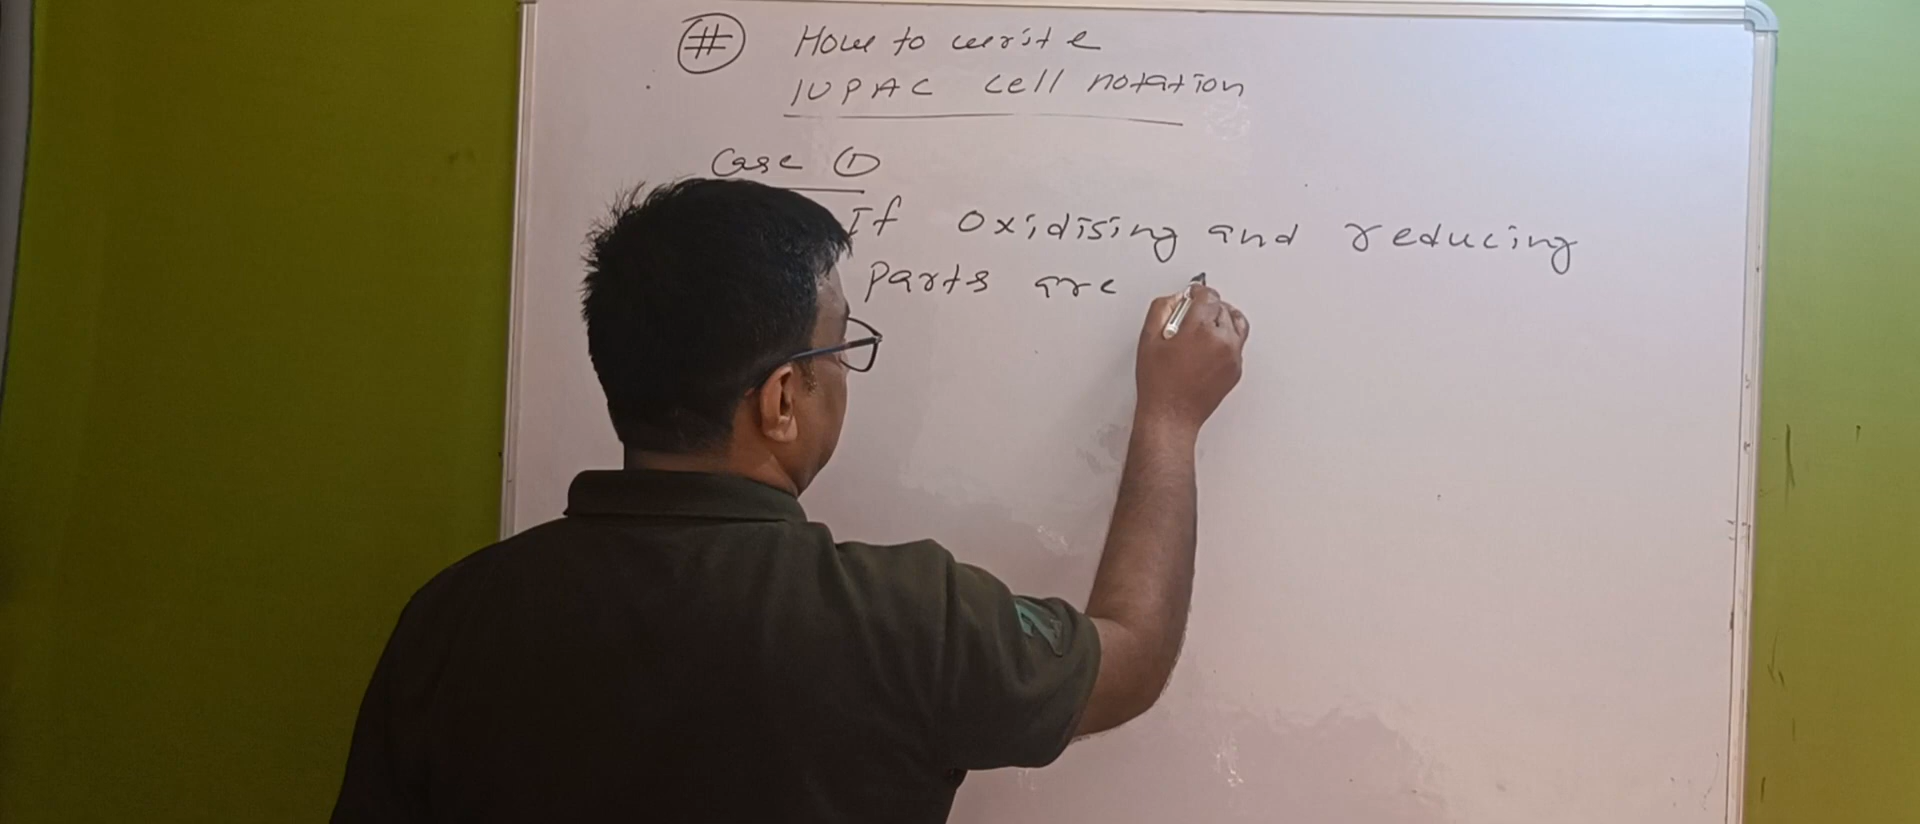 # How to write
IUPAC cell notation
Case ①
If oxidising and reducing
parts are